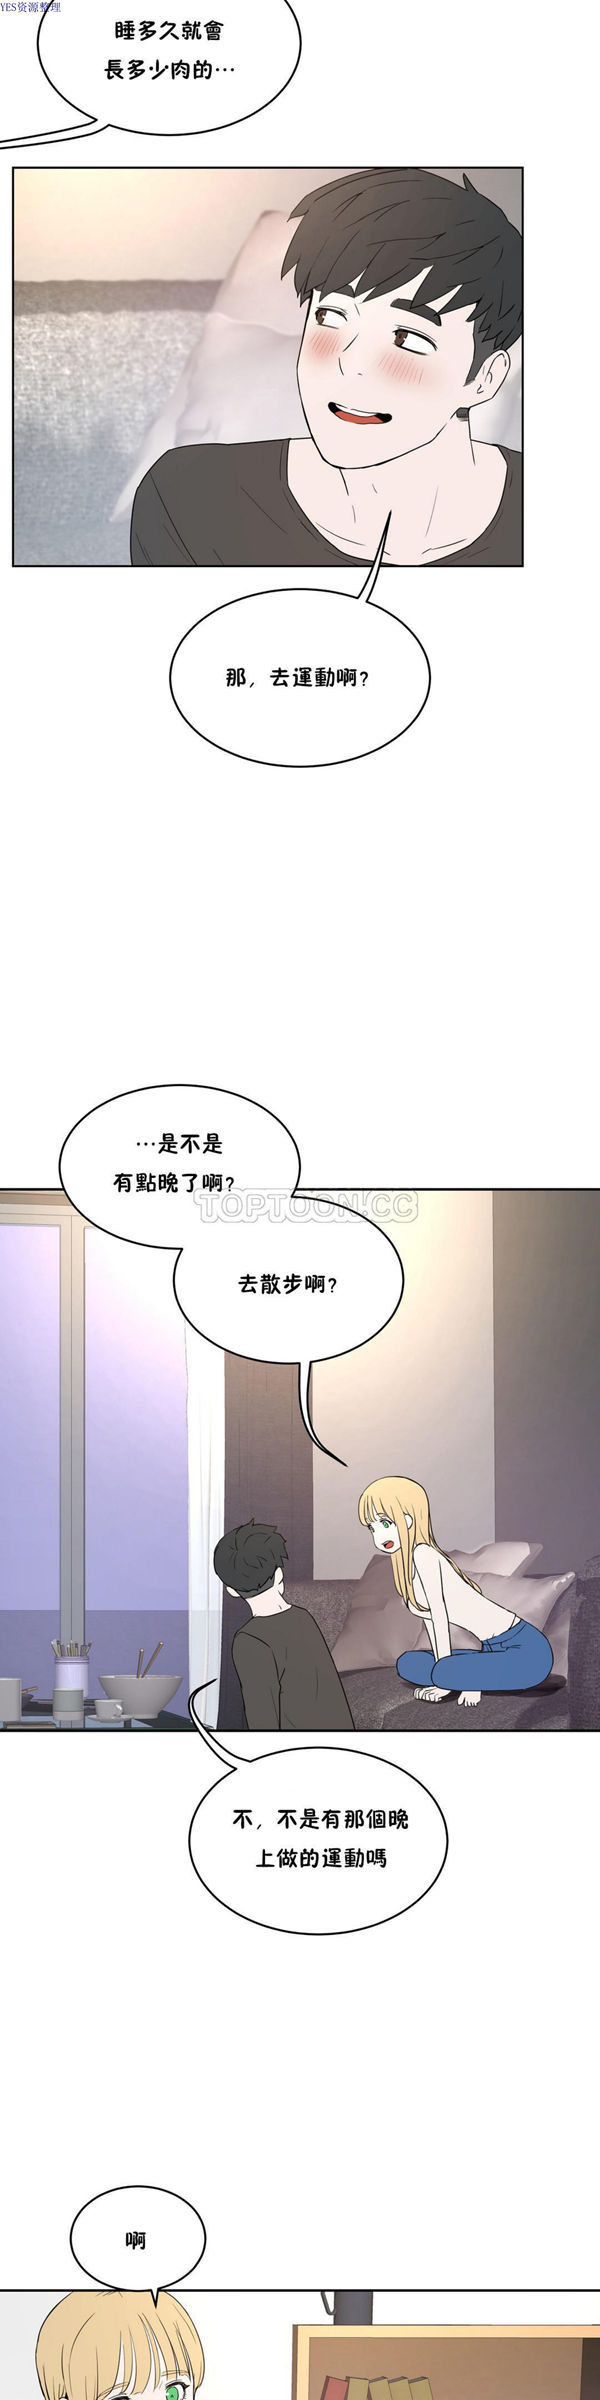 YES资源整理
睡多久就會
長多少肉的…
那，去運動啊?
…是不是
有點晚了啊?
TOPTOON.CC
去散步啊?
不，不是有那個晚
上做的運動嗎
啊